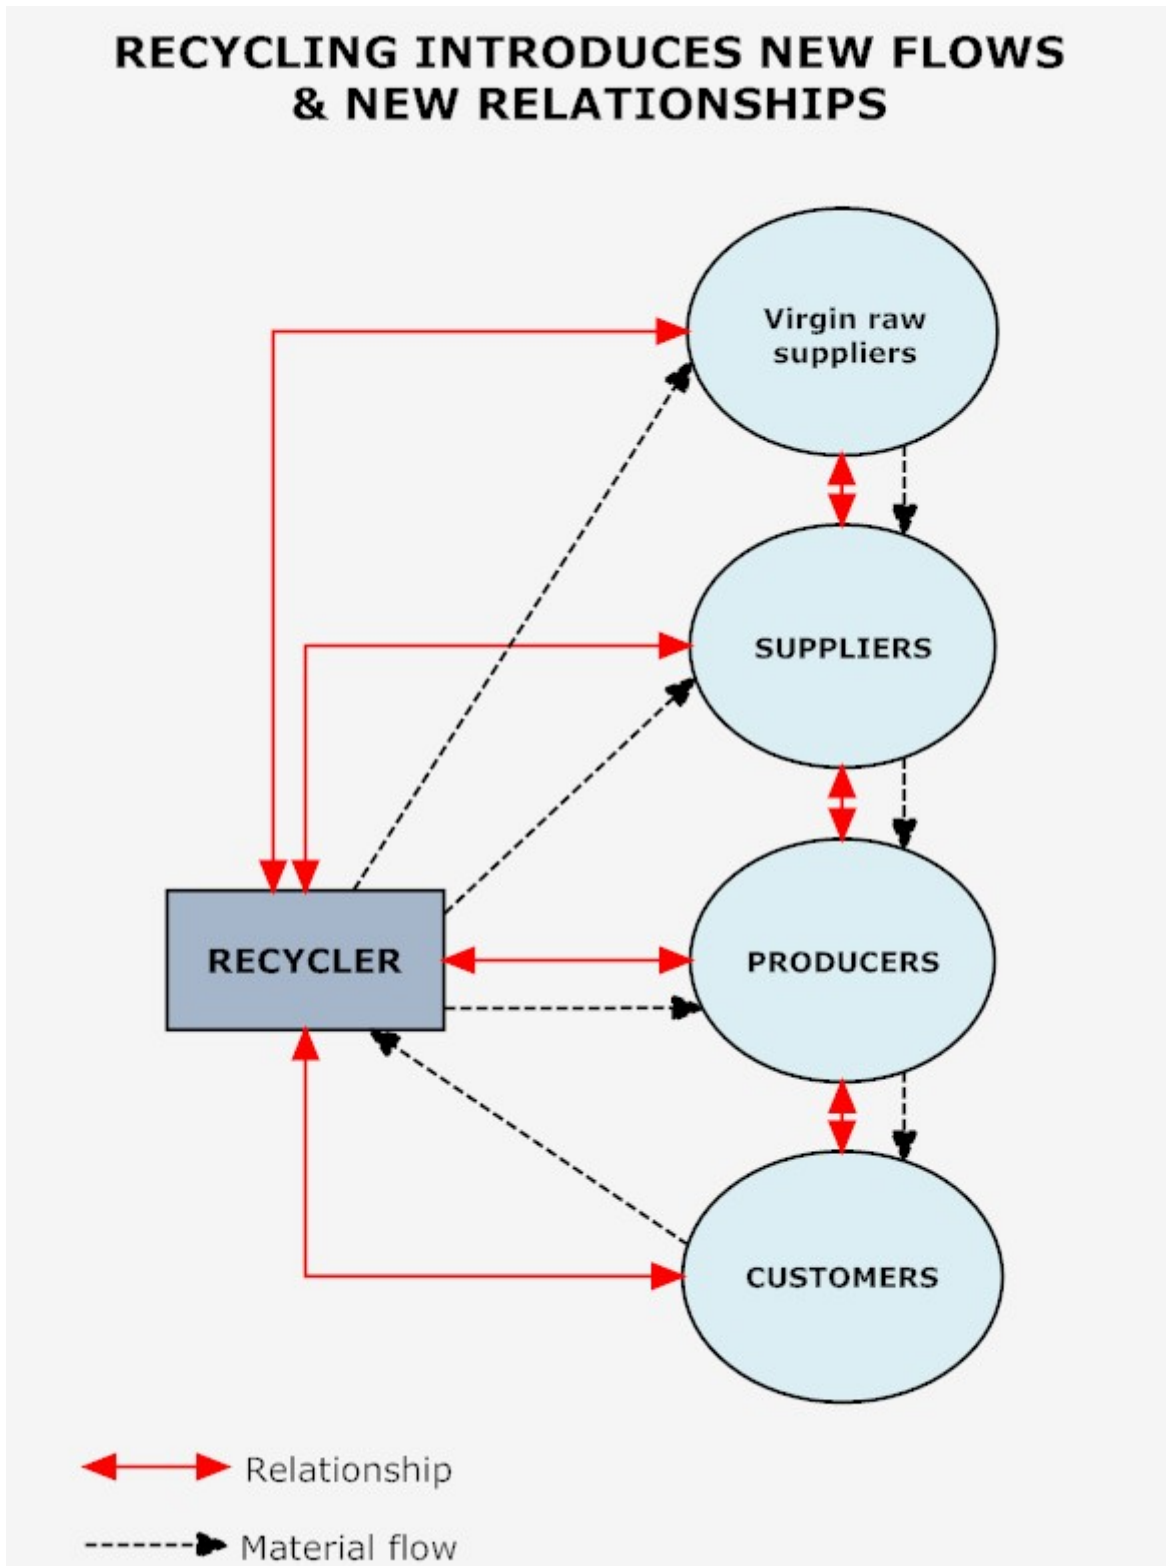 RECYCLING INTRODUCES NEW FLOWS
& NEW RELATIONSHIPS
Virgin raw
suppliers
SUPPLIERS
RECYCLER
PRODUCERS
CUSTOMERS
Relationship
Material flow